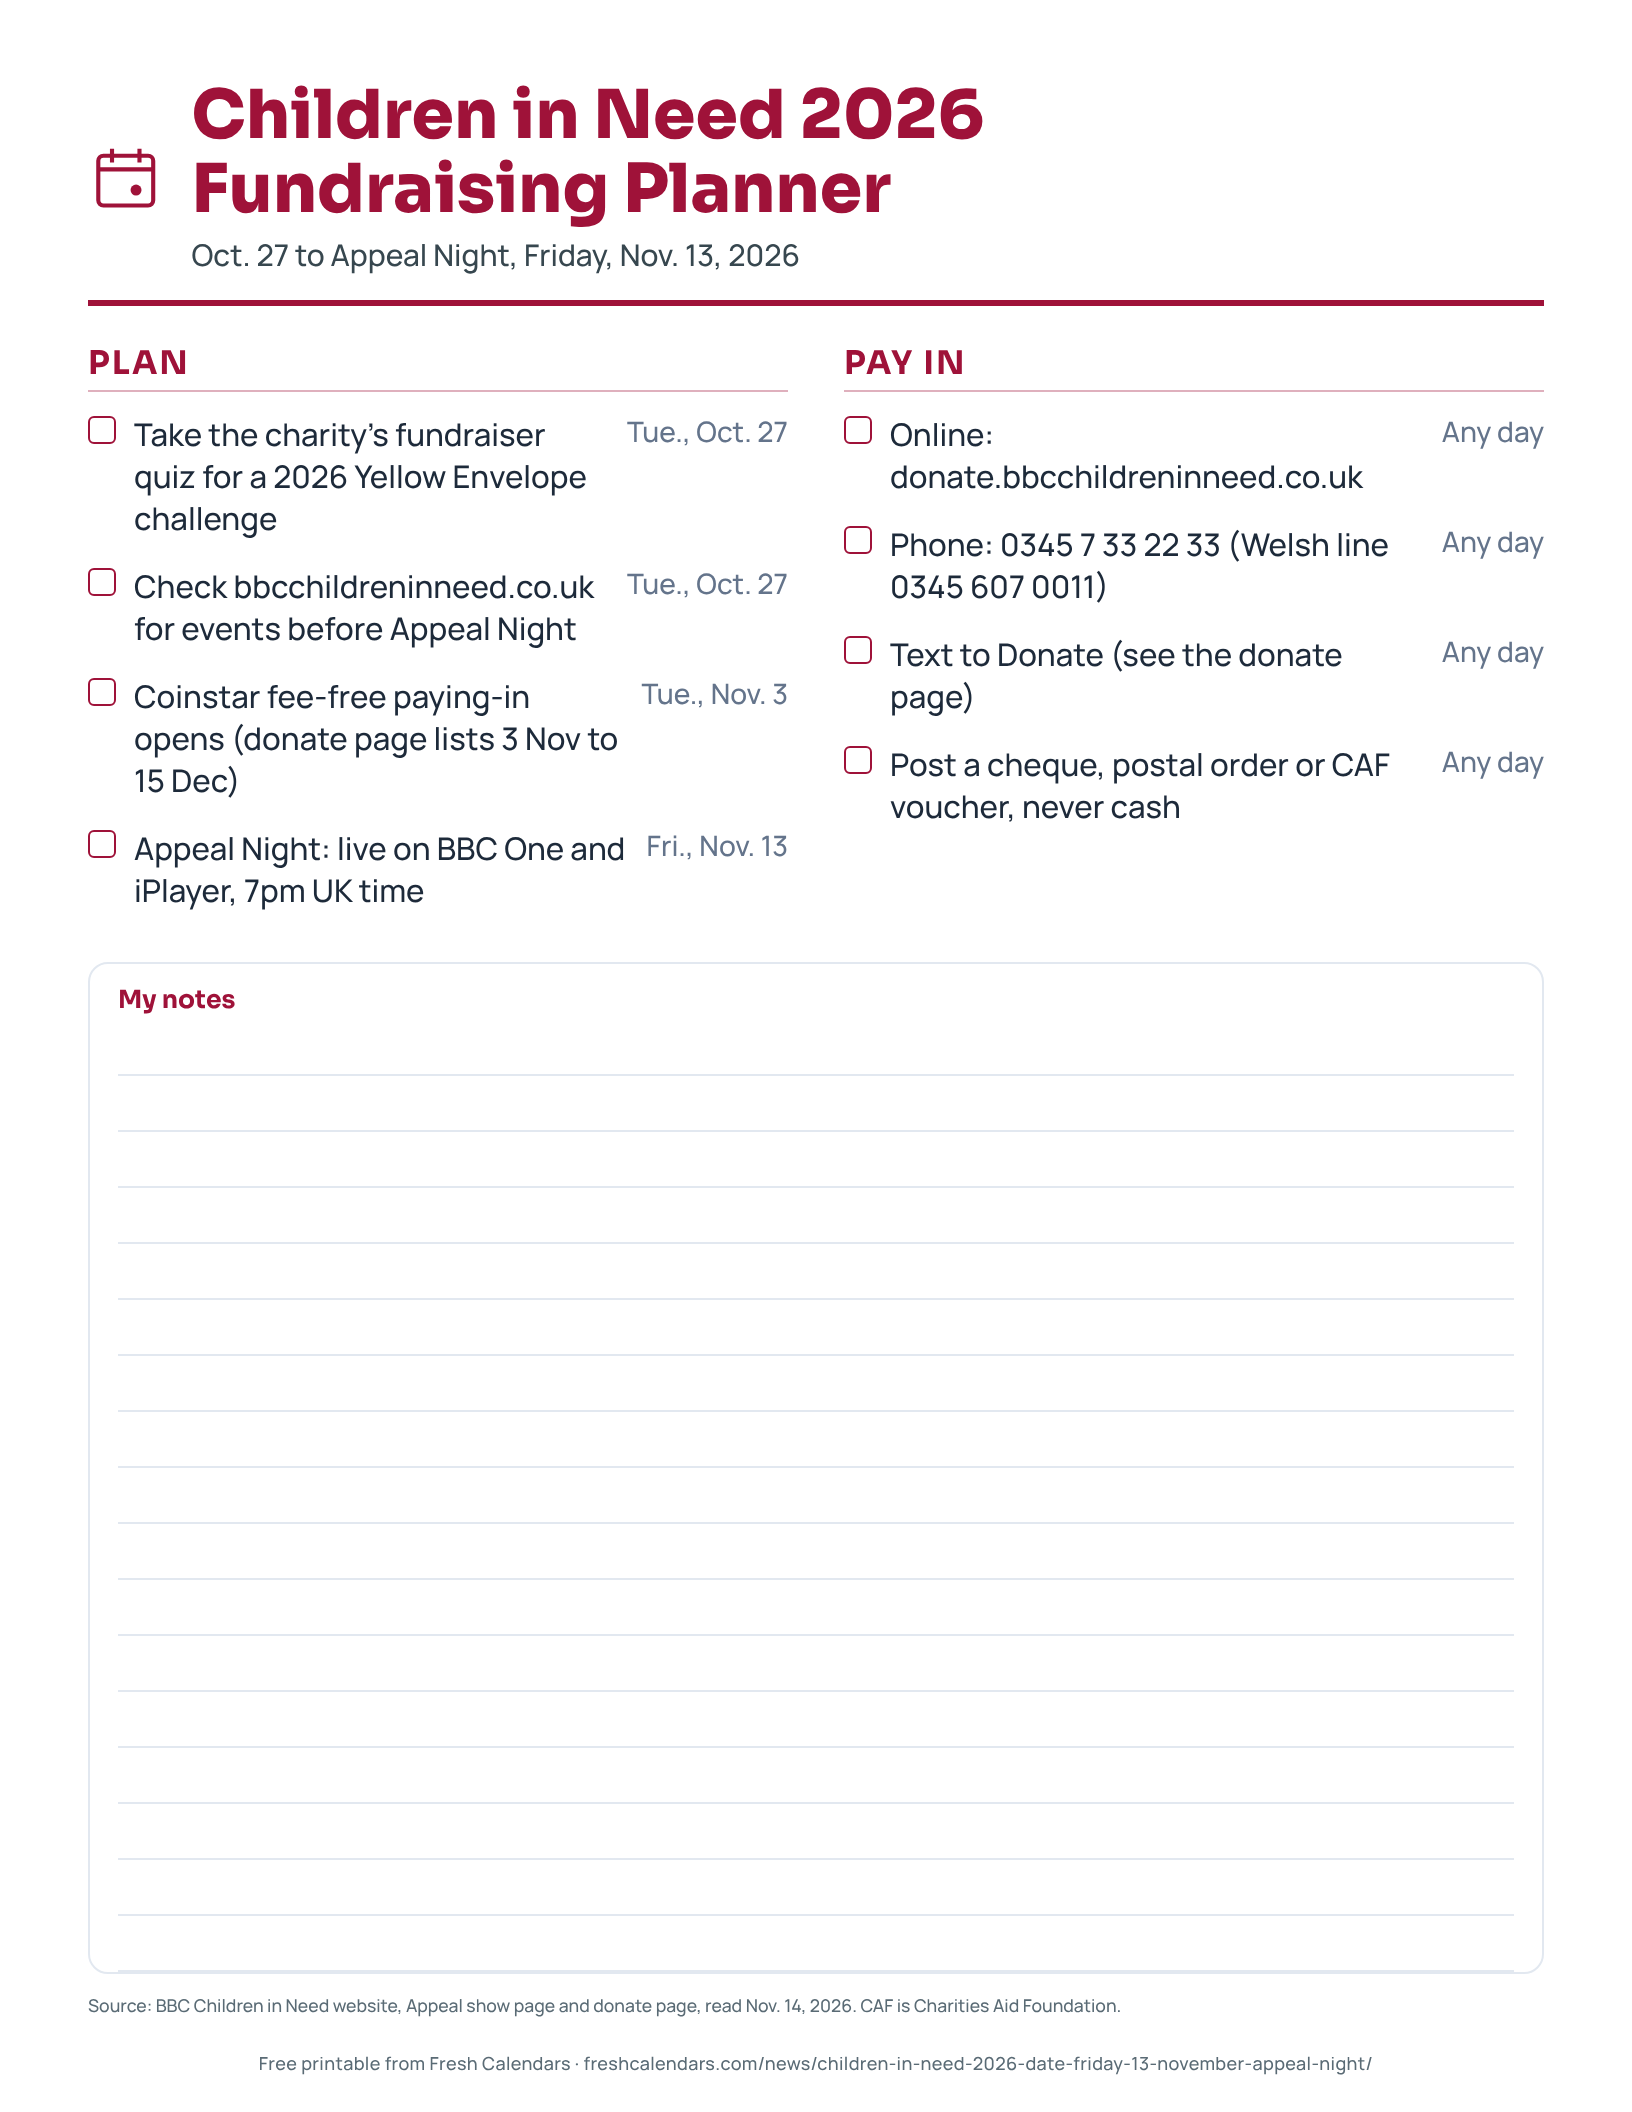 Children in Need 2026
Fundraising Planner
Oct. 27 to Appeal Night, Friday, Nov. 13, 2026
PLAN
Take the charity’s fundraiser Tue., Oct. 27
quiz for a 2026 Yellow Envelope
challenge
Check bbcchildreninneed.co.uk Tue., Oct. 27
for events before Appeal Night
Coinstar fee-free paying-in Tue., Nov. 3
opens (donate page lists 3 Nov to
15 Dec)
Appeal Night: live on BBC One and Fri., Nov. 13
iPlayer, 7pm UK time
PAY IN
Online: Any day
donate.bbcchildreninneed.co.uk
Phone: 0345 7 33 22 33 (Welsh line Any day
0345 607 0011)
Text to Donate (see the donate Any day
page)
Post a cheque, postal order or CAF Any day
voucher, never cash
My notes
Source: BBC Children in Need website, Appeal show page and donate page, read Nov. 14, 2026. CAF is Charities Aid Foundation.
Free printable from Fresh Calendars · freshcalendars.com/news/children-in-need-2026-date-friday-13-november-appeal-night/